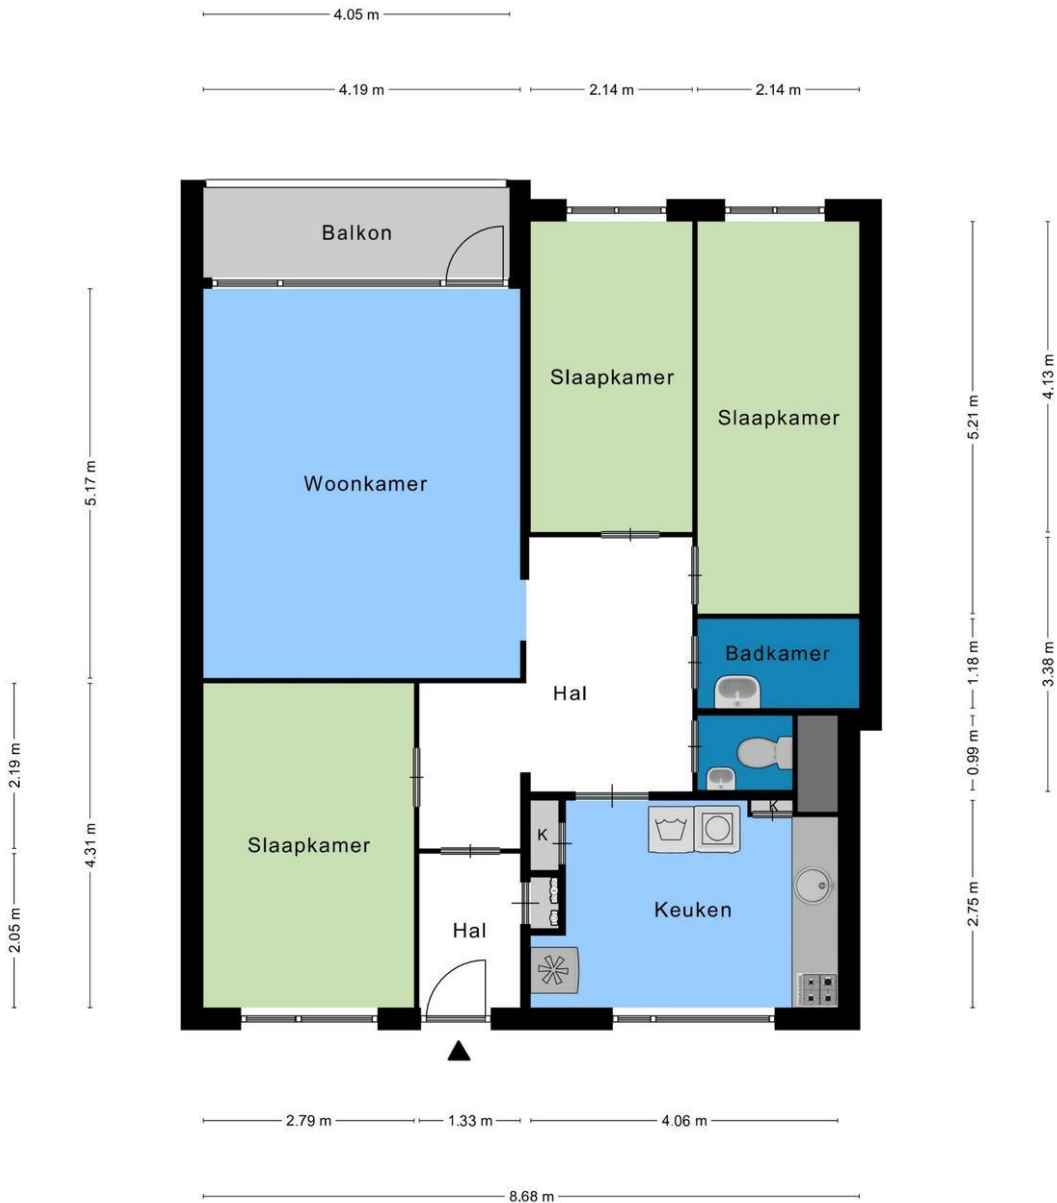 4.05 m
4.19 m
2.14 m
2.14 m
Balkon
Slaapkamer
Slaapkamer
Woonkamer
5.17 m
5.21 m
4.13 m
Badkamer
Hal
1.18 m
3.38 m
0.99 m
2.19 m
4.31 m
2.05 m
Slaapkamer
K
K
Hal
Keuken
2.75 m
2.79 m
1.33 m
4.06 m
8.68 m